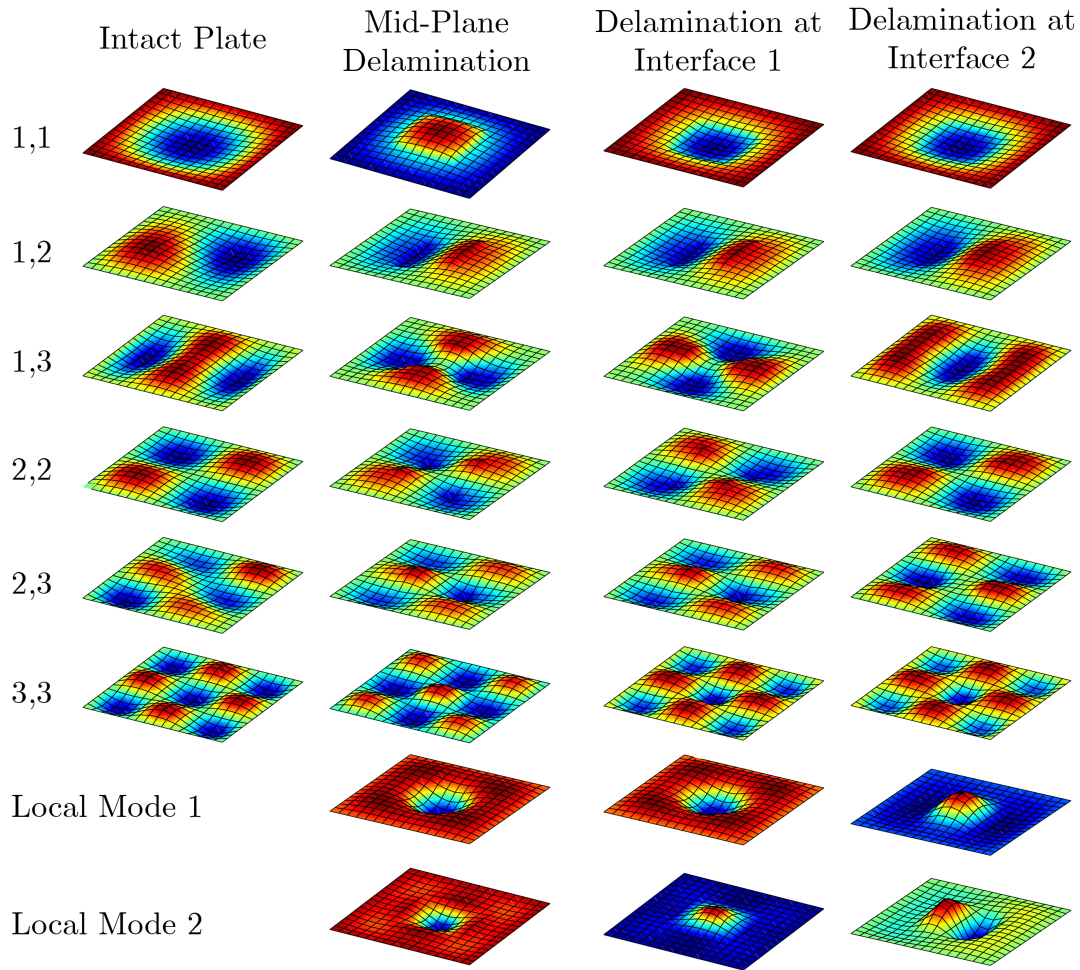 Intact Plate
Mid-Plane
Delamination
Delamination at
Interface 1
Delamination at
Interface 2
1,1
1,2
1,3
2,2
2,3
3,3
Local Mode 1
Local Mode 2